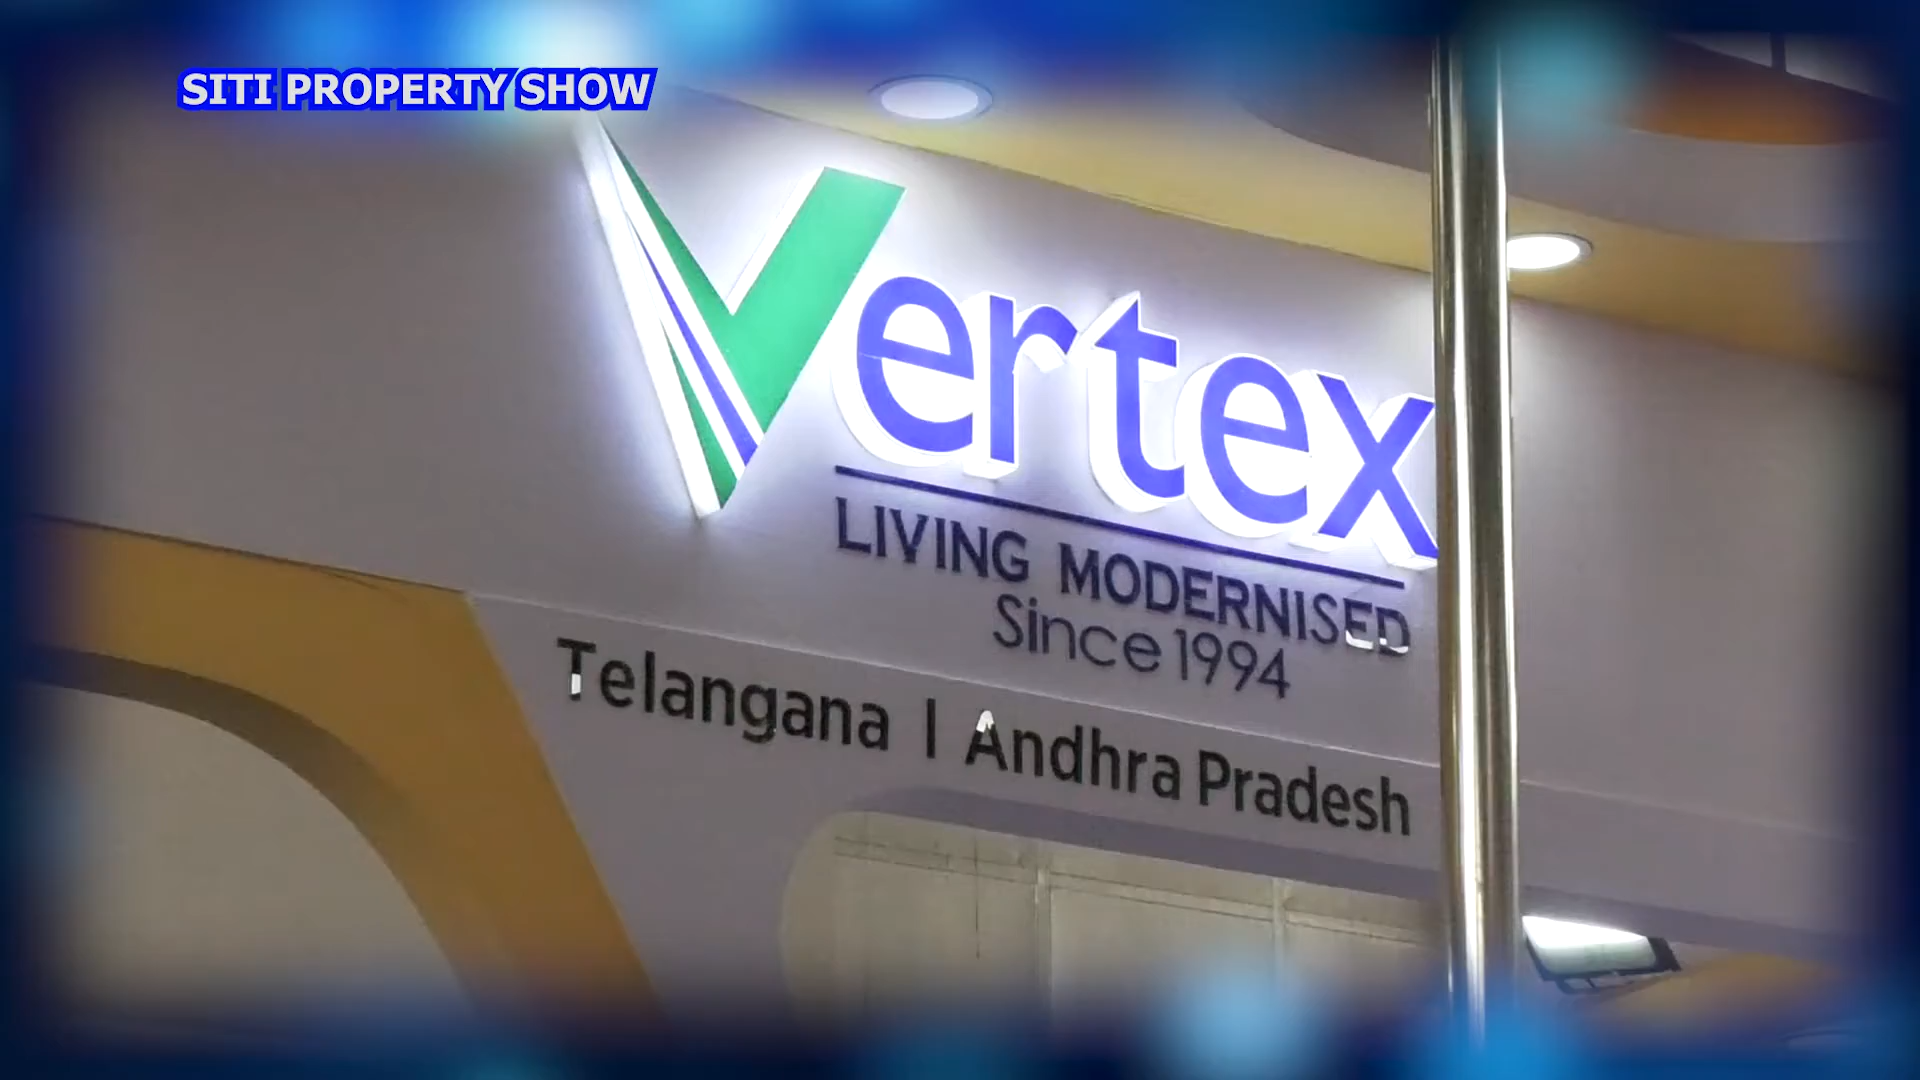 SITI PROPERTY SHOW
Vertex
LIVING MODERNISED
Since 1994
Telangana | Andhra Pradesh